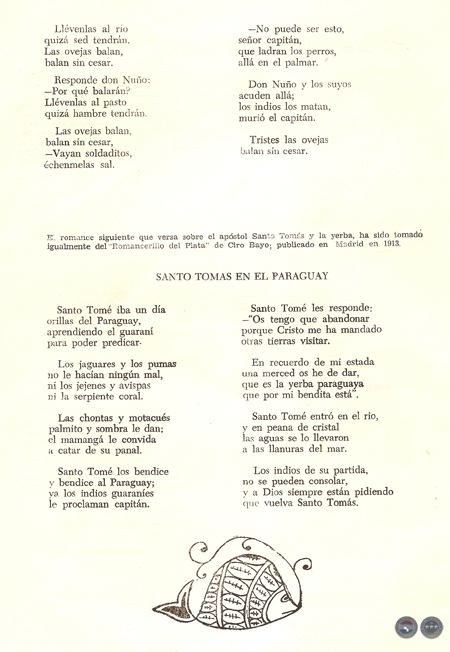 Llévenlas al río
quizá sed tendrán.
Las ovejas balan,
balan sin cesar.
Responde don Nuño:
—Por qué balarán?
Llévenlas al pasto
quizá hambre tendrán.
Las ovejas balan,
balan sin cesar,
—Vayan soldaditos,
échenmelas sal.
—No puede ser esto,
señor capitán,
que ladran los perros,
allá en el palmar.
Don Nuño y los suyos
acuden allá;
los indios los matan,
murió el capitán.
Tristes las ovejas
balan sin cesar.
El romance siguiente que versa sobre el apóstol Santo Tomás y la yerba, ha sido tomado
igualmente del "Romancerillo del Plata" de Ciro Bayo; publicado en Madrid en 1913.
SANTO TOMAS EN EL PARAGUAY
Santo Tomé iba un día
orillas del Paraguay,
aprendiendo el guaraní
para poder predicar.
Los jaguares y los pumas
no le hacían ningún mal,
ni los jejenes y avispas
ni la serpiente coral.
Las chontas y motacués
palmito y sombra le dan;
el mamangá le convida
a catar de su panal.
Santo Tomé los bendice
y bendice al Paraguay;
ya los indios guaraníes
le proclaman capitán.
Santo Tomé les responde:
—"Os tengo que abandonar
porque Cristo me ha mandado
otras tierras visitar.
En recuerdo de mi estada
una merced os he de dar,
que es la yerba paraguaya
que por mí bendita está".
Santo Tomé entró en el río,
y en peana de cristal
las aguas se lo llevaron
a las llanuras del mar.
Los indios de su partida,
no se pueden consolar,
y a Dios siempre están pidiendo
que vuelva Santo Tomás.